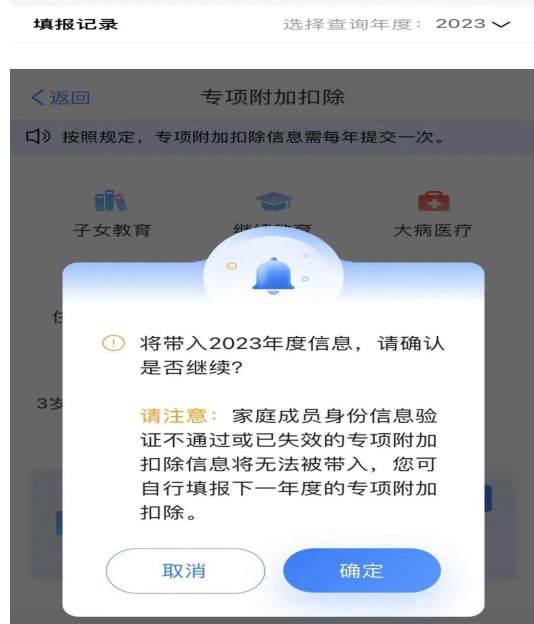 填报记录 选择查询年度: 2023
返回 专项附加扣除
按照规定，专项附加扣除信息需每年提交一次。
子女教育 继续教育 大病医疗
将带入2023年度信息，请确认
是否继续?
3岁
请注意：家庭成员身份信息验
证不通过或已失效的专项附加
扣除信息将无法被带入，您可
自行填报下一年度的专项附加
扣除。
取消 确定